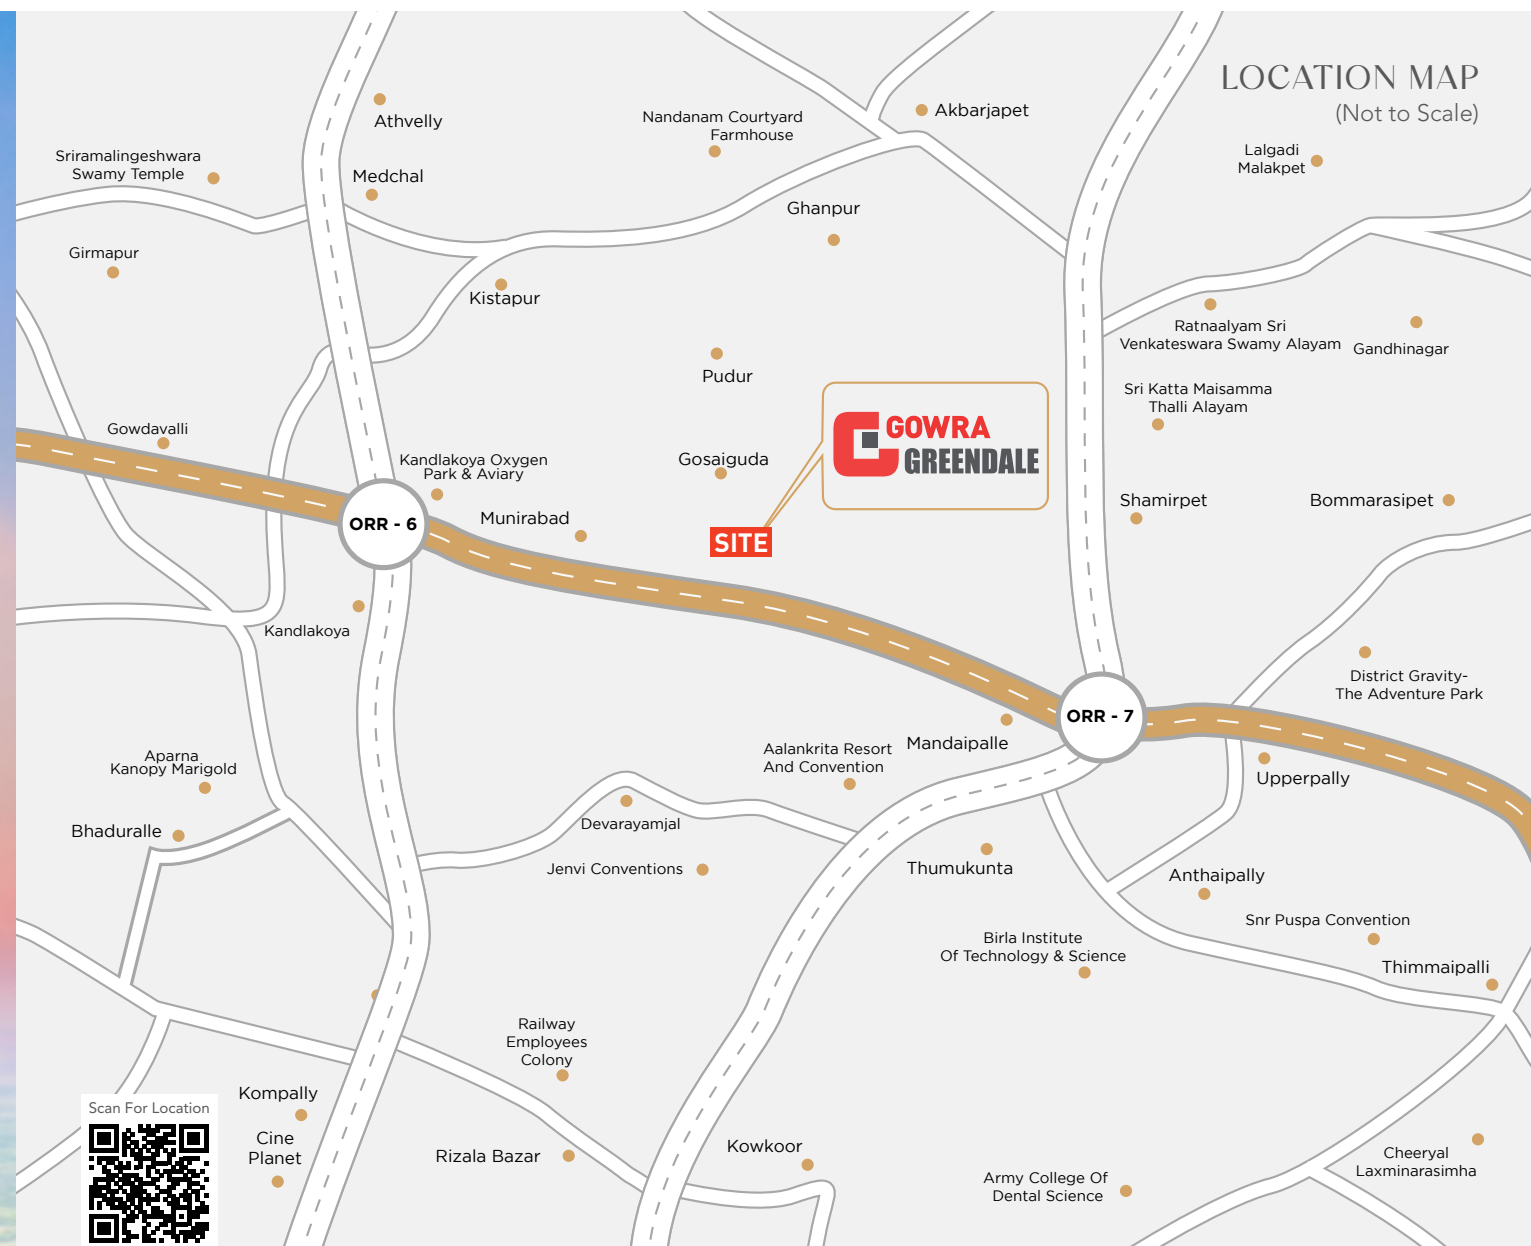 LOCATION MAP
(Not to Scale)
Athvelly
Nandanam Courtyard
Farmhouse
Akbarjapet
Sriramalingeshwara
Swamy Temple
Medchal
Lalgadi
Malakpet
Ghanpur
Girmapur
Kistapur
Ratnaalyam Sri
Venkateswara Swamy Alayam
Gandhinagar
Pudur
Sri Katta Maisamma
Thalli Alayam
GOWRA
GREENDALE
Gowdavalli
Kandlakoya Oxygen
Park & Aviary
Gosaiguda
Munirabad
Shamirpet
Bommarasipet
ORR - 6
SITE
Kandlakoya
District Gravity-
The Adventure Park
ORR - 7
Mandaipalle
Aalankrita Resort
And Convention
Aparna
Kanopy Marigold
Upperpally
Bhaduralle
Devarayamjal
Jenvi Conventions
Thumukunta
Anthaipally
Snr Puspa Convention
Birla Institute
Of Technology & Science
Thimmaipalli
Railway
Employees
Colony
Kompally
Scan For Location
Cine
Planet
Rizala Bazar
Kowkoor
Cheeryal
Laxminarasimha
Army College Of
Dental Science